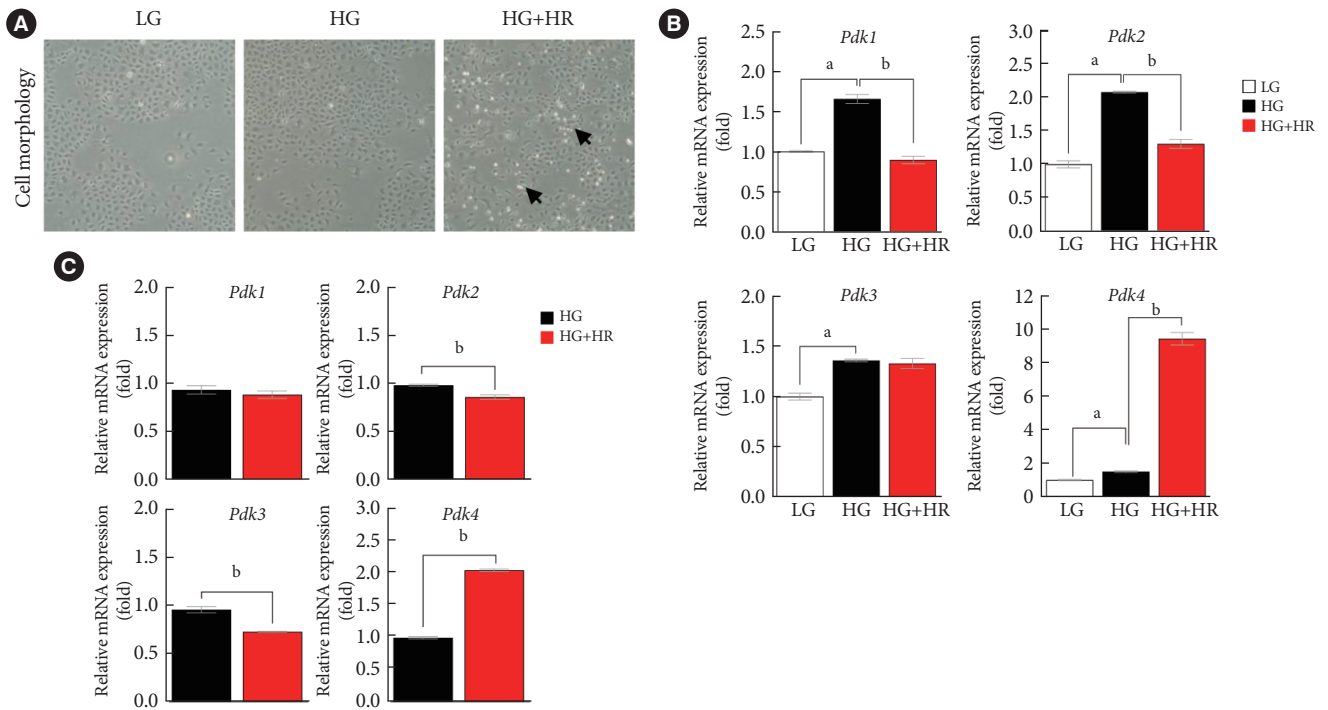 A
LG
HG
HG+HR
Cell morphology
B
Pdk1
Relative mRNA expression
(fold)
2.5
2.0
1.5
1.0
0.5
0.0
a
b
LG
HG
HG+HR
Pdk2
Relative mRNA expression
(fold)
3.0
2.5
2.0
1.5
1.0
0.5
0.0
a
b
LG
HG
HG+HR
LG
HG
HG+HR
Pdk3
Relative mRNA expression
(fold)
2.0
1.5
1.0
0.5
0.0
a
LG
HG
HG+HR
Pdk4
Relative mRNA expression
(fold)
12
10
8
6
4
2
0
a
b
LG
HG
HG+HR
C
Pdk1
Relative mRNA expression
(fold)
2.0
1.5
1.0
0.5
0.0
Pdk2
Relative mRNA expression
(fold)
2.0
1.5
1.0
0.5
0.0
b
HG
HG+HR
Pdk3
Relative mRNA expression
(fold)
2.0
1.5
1.0
0.5
0.0
b
Pdk4
Relative mRNA expression
(fold)
3.0
2.5
2.0
1.5
1.0
0.5
0.0
b